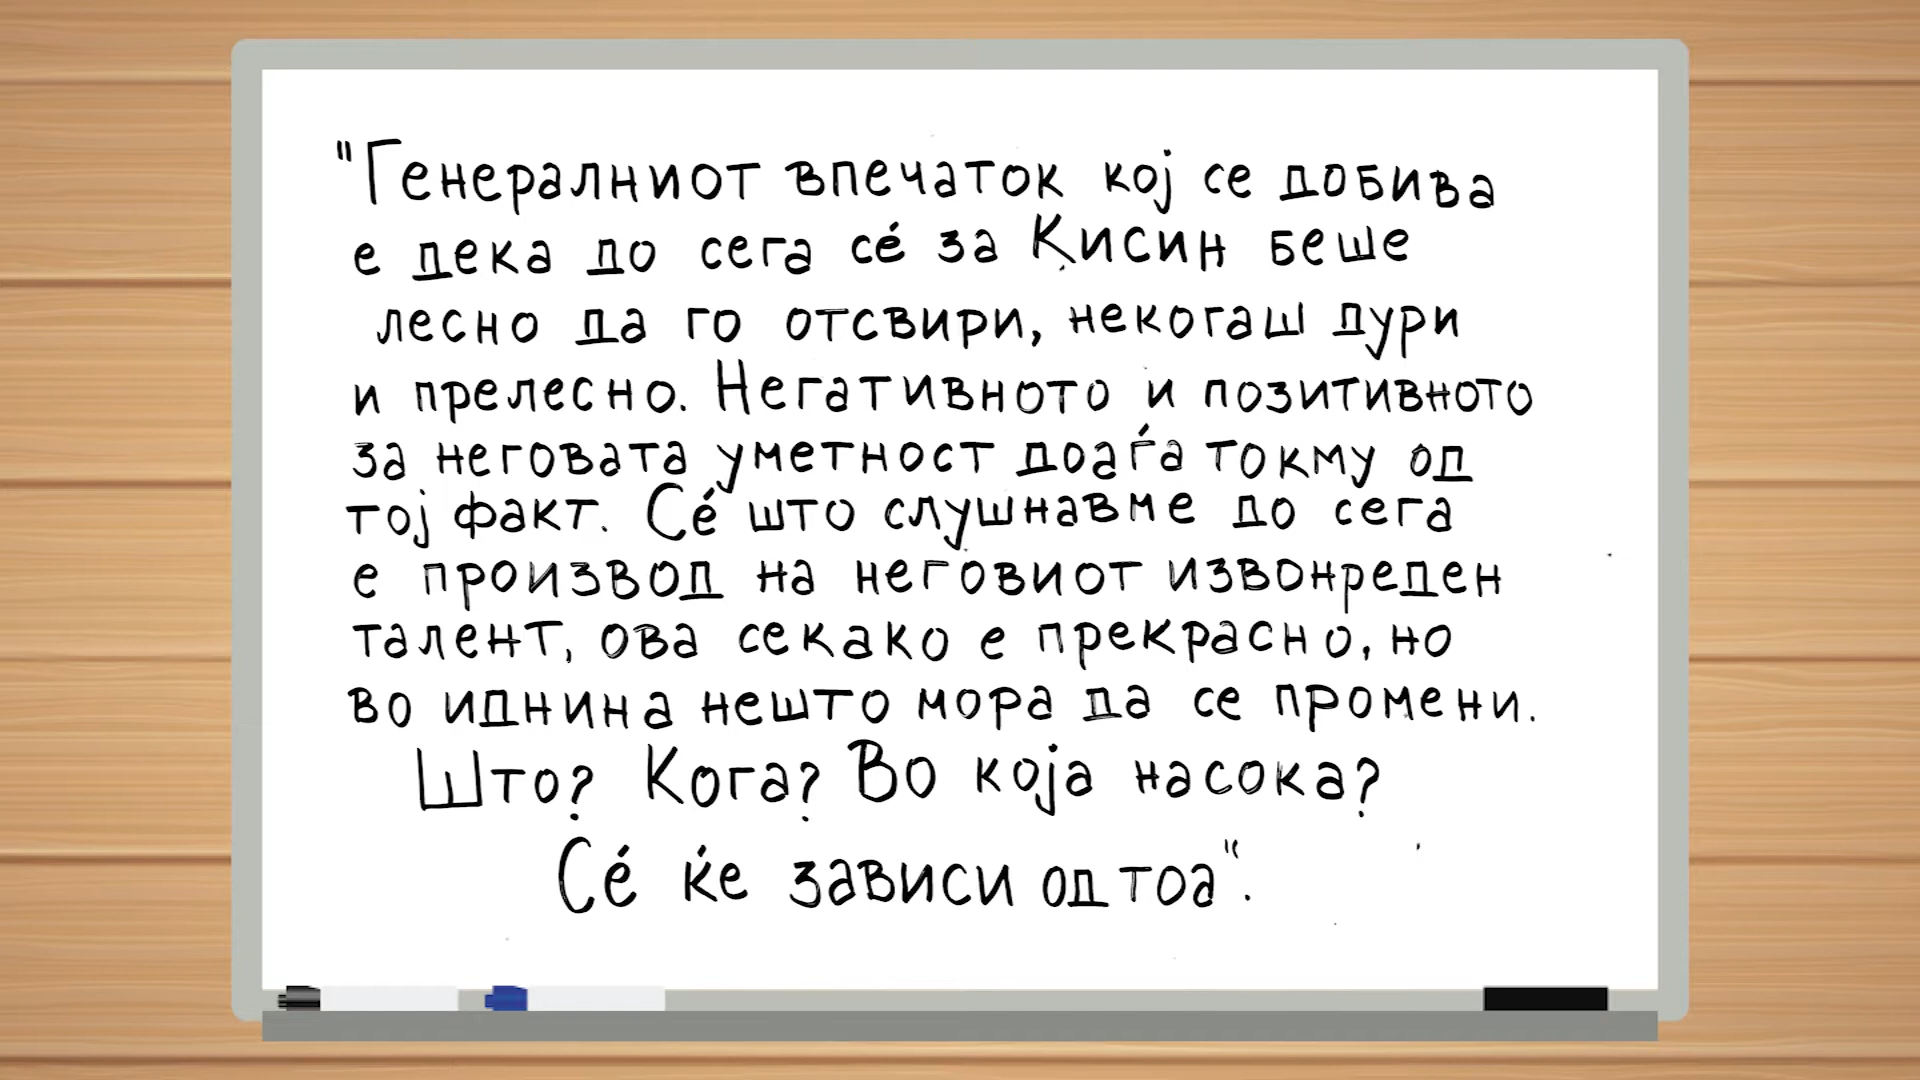 "Генералниот впечаток кој се добива
е дека до сега сé за Кисин беше
лесно да го отсвири, некогаш дури
и прелесно. Негативното и позитивното
за неговата уметност доаѓа токму од
тој факт. Сé што слушнавме до сега
е производ на неговиот извонреден
талент, ова секако е прекрасно, но
во иднина нешто мора да се промени.
Што? Кога? Во која насока?
Сé ќе зависи од тоа".